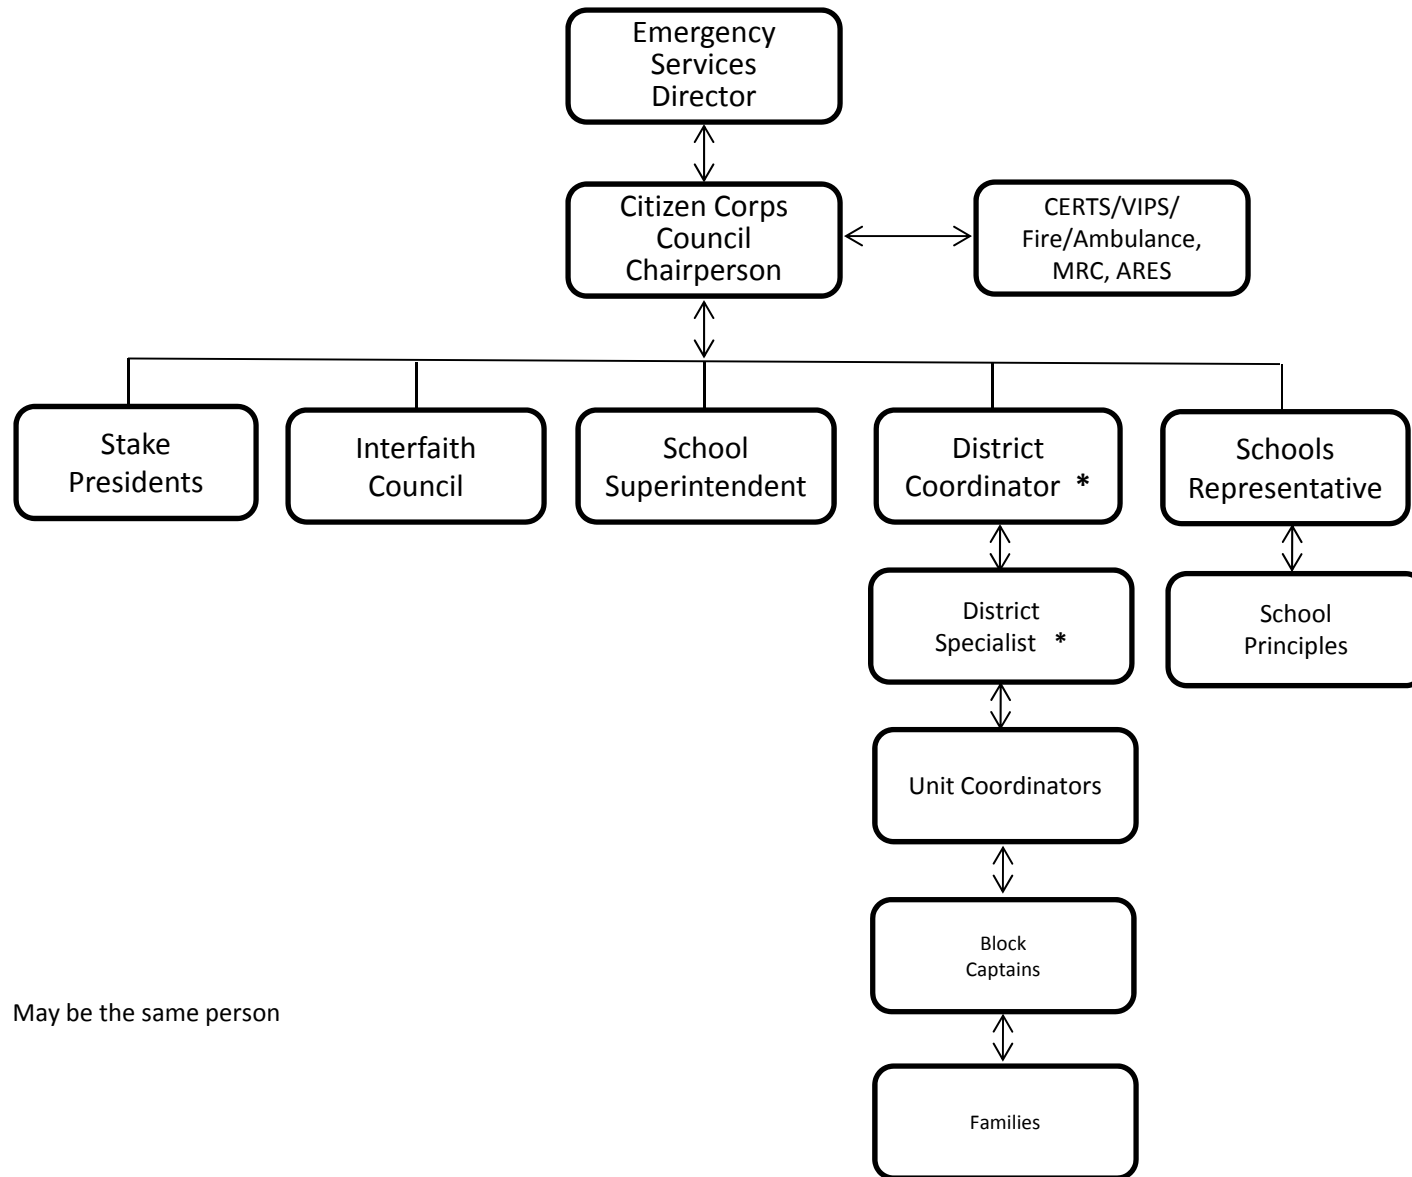 Emergency
Services
Director
Citizen Corps
Council
Chairperson
CERTS/VIPS/
Fire/Ambulance,
MRC, ARES
Stake
Presidents
Interfaith
Council
School
Superintendent
District
Coordinator *
Schools
Representative
District
Specialist *
School
Principles
Unit Coordinators
Block
Captains
May be the same person
Families